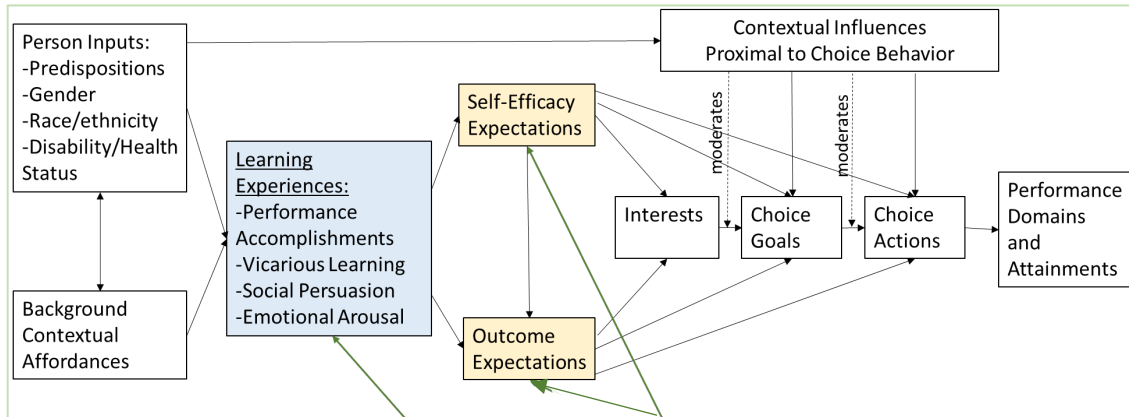 Person Inputs:
-Predispositions
-Gender
-Race/ethnicity
-Disability/Health
Status
Background
Contextual
Affordances
Learning
Experiences:
-Performance
Accomplishments
-Vicarious Learning
-Social Persuasion
-Emotional Arousal
Self-Efficacy
Expectations
Outcome
Expectations
Contextual Influences
Proximal to Choice Behavior
moderates
moderates
Interests
Choice
Goals
Choice
Actions
Performance
Domains
and
Attainments